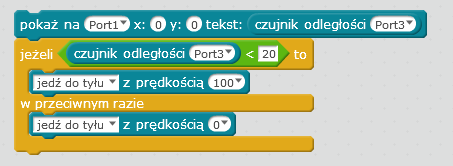 pokaż na Port1 x: 0 y: 0 tekst: czujnik odległości Port3
jeżeli czujnik odległości Port3 < 20 to
jedź do tyłu z prędkością 100
w przeciwnym razie
jedź do tyłu z prędkością 0